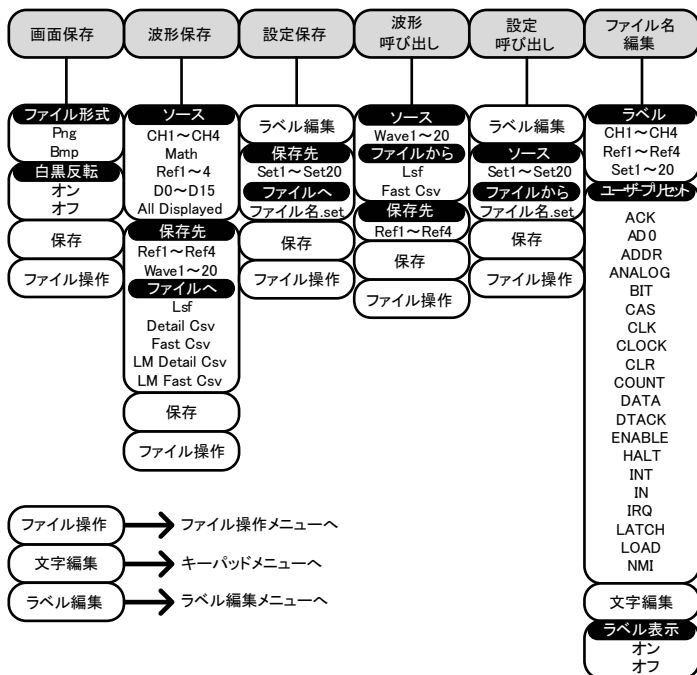 画面保存
ファイル形式
Png
Bmp
白黒反転
オン
オフ
保存
ファイル操作
波形保存
ソース
CH1～CH4
Math
Ref1～4
D0～D15
All Displayed
保存先
Ref1～Ref4
Wave1～20
ファイルへ
Lsf
Detail Csv
Fast Csv
LM Detail Csv
LM Fast Csv
保存
ファイル操作
設定保存
ラベル編集
保存先
Set1～Set20
ファイルへ
ファイル名.set
保存
ファイル操作
波形
呼び出し
ソース
Wave1～20
ファイルから
Lsf
Fast Csv
保存先
Ref1～Ref4
保存
ファイル操作
設定
呼び出し
ラベル編集
ソース
Set1～Set20
ファイルから
ファイル名.set
保存
ファイル操作
ファイル名
編集
ラベル
CH1～CH4
Ref1～Ref4
Set1～20
ユーザプリセット
ACK
AD0
ADDR
ANALOG
BIT
CAS
CLK
CLOCK
CLR
COUNT
DATA
DTACK
ENABLE
HALT
INT
IN
IRQ
LATCH
LOAD
NMI
文字編集
ラベル表示
オン
オフ
ファイル操作 ファイル操作メニューへ
文字編集 キーパッドメニューへ
ラベル編集 ラベル編集メニューへ